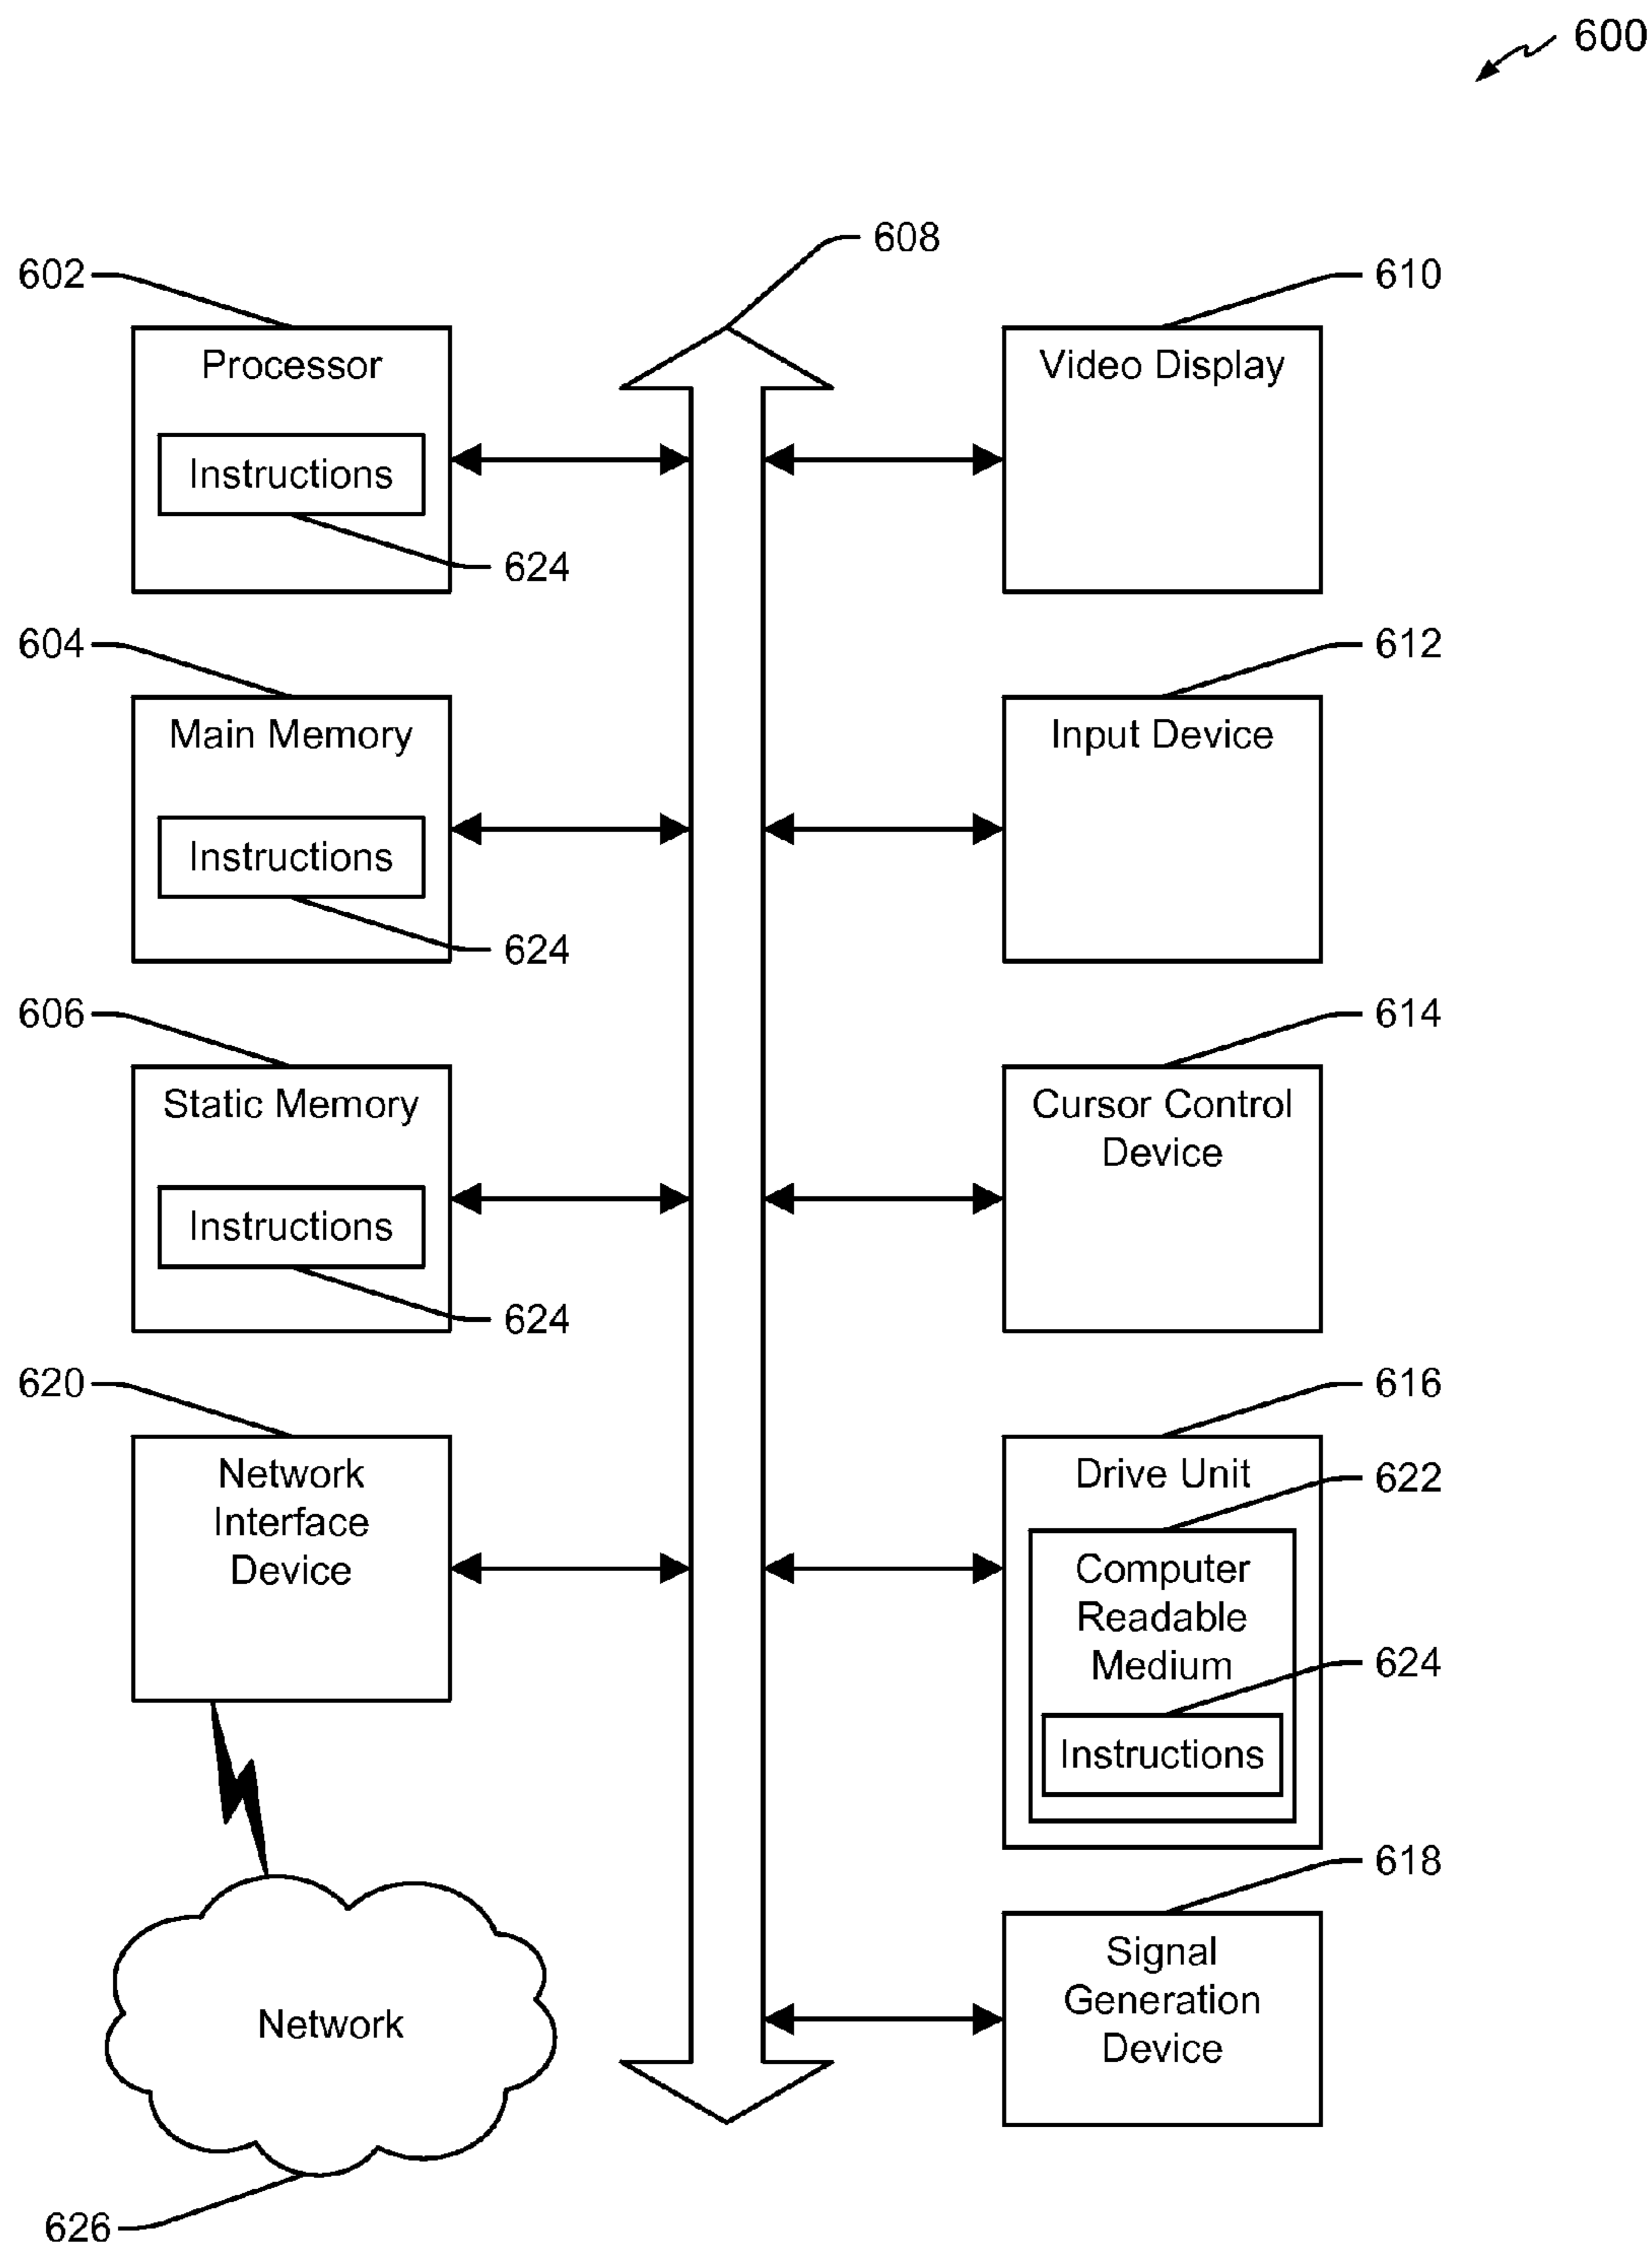 600
608
602
Processor
Instructions
624
604
Main Memory
Instructions
624
606
Static Memory
Instructions
624
620
Network
Interface
Device
Network
626
610
Video Display
612
Input Device
614
Cursor Control
Device
616
Drive Unit
622
Computer
Readable
Medium
624
Instructions
618
Signal
Generation
Device